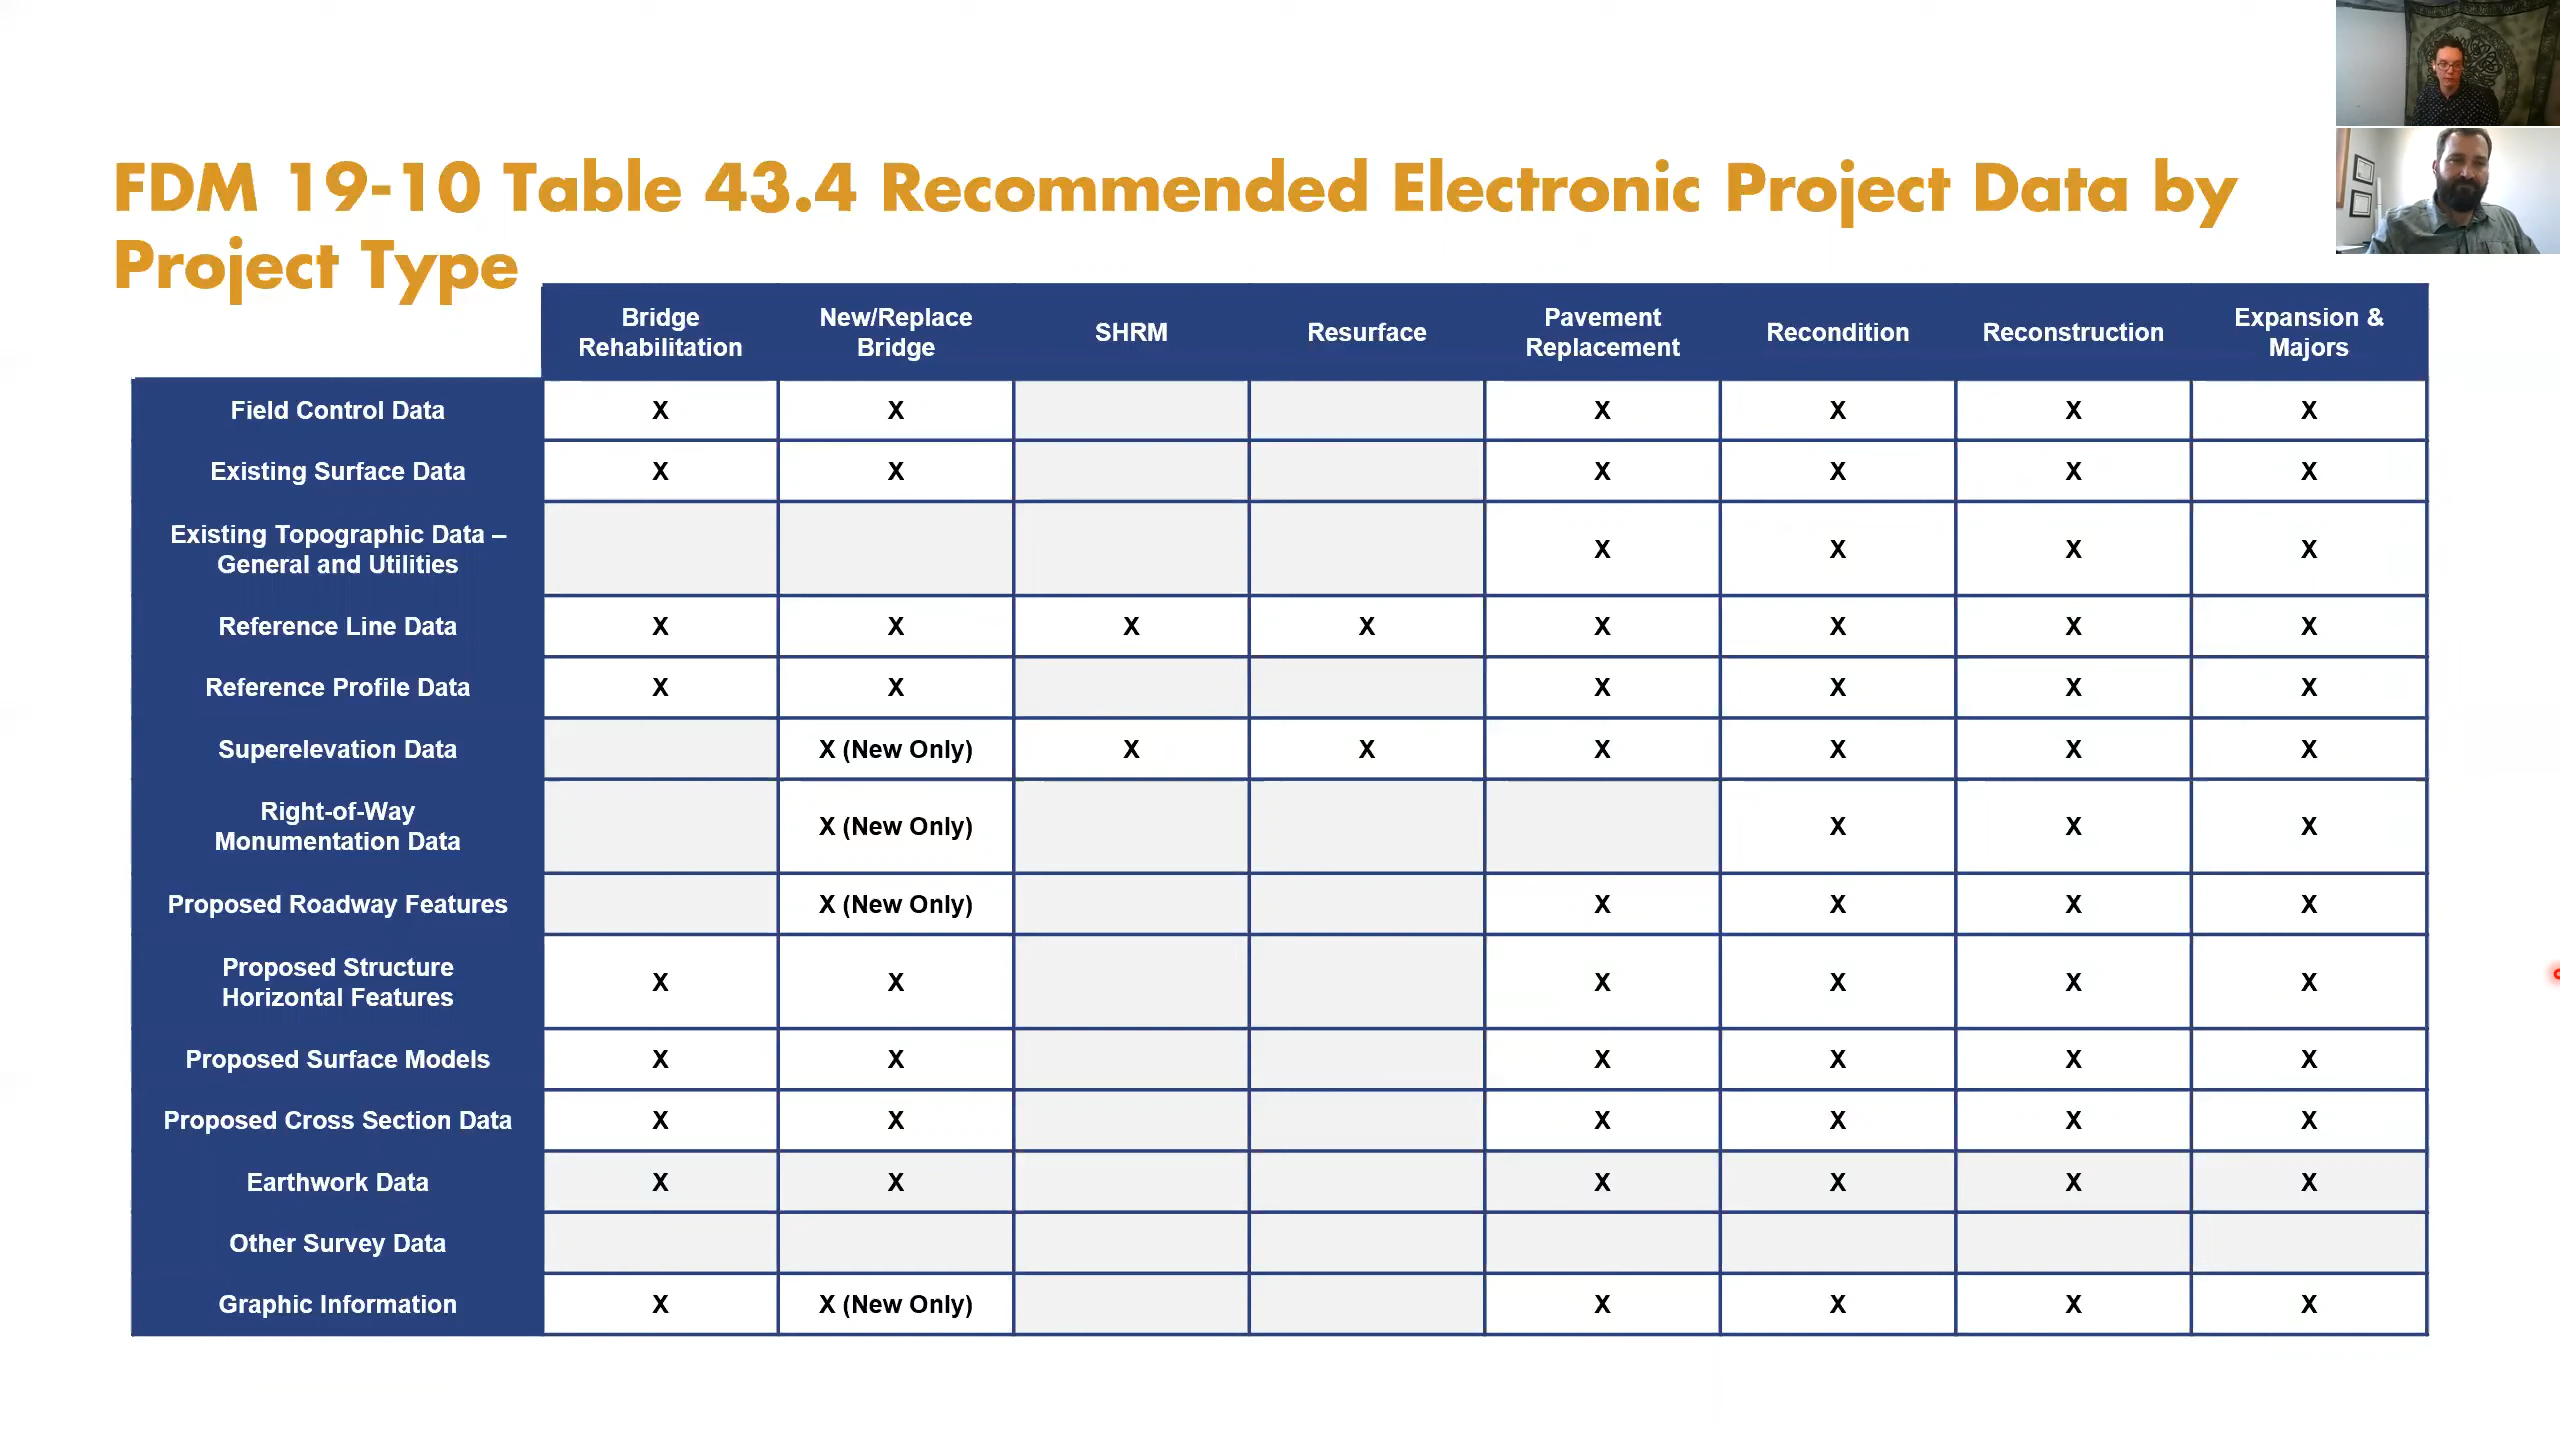 FDM 19-10 Table 43.4 Recommended Electronic Project Data by
Project Type
Bridge Rehabilitation New/Replace Bridge SHRM Resurface Pavement Replacement Recondition Reconstruction Expansion & Majors
Field Control Data X X X X X X
Existing Surface Data X X X X X X
Existing Topographic Data –
General and Utilities X X X X
Reference Line Data X X X X X X X X
Reference Profile Data X X X X X X
Superelevation Data X (New Only) X X X X X X
Right-of-Way
Monumentation Data X (New Only) X X X
Proposed Roadway Features X (New Only) X X X X
Proposed Structure
Horizontal Features X X X X X X
Proposed Surface Models X X X X X X
Proposed Cross Section Data X X X X X X
Earthwork Data X X X X X X
Other Survey Data
Graphic Information X X (New Only) X X X X